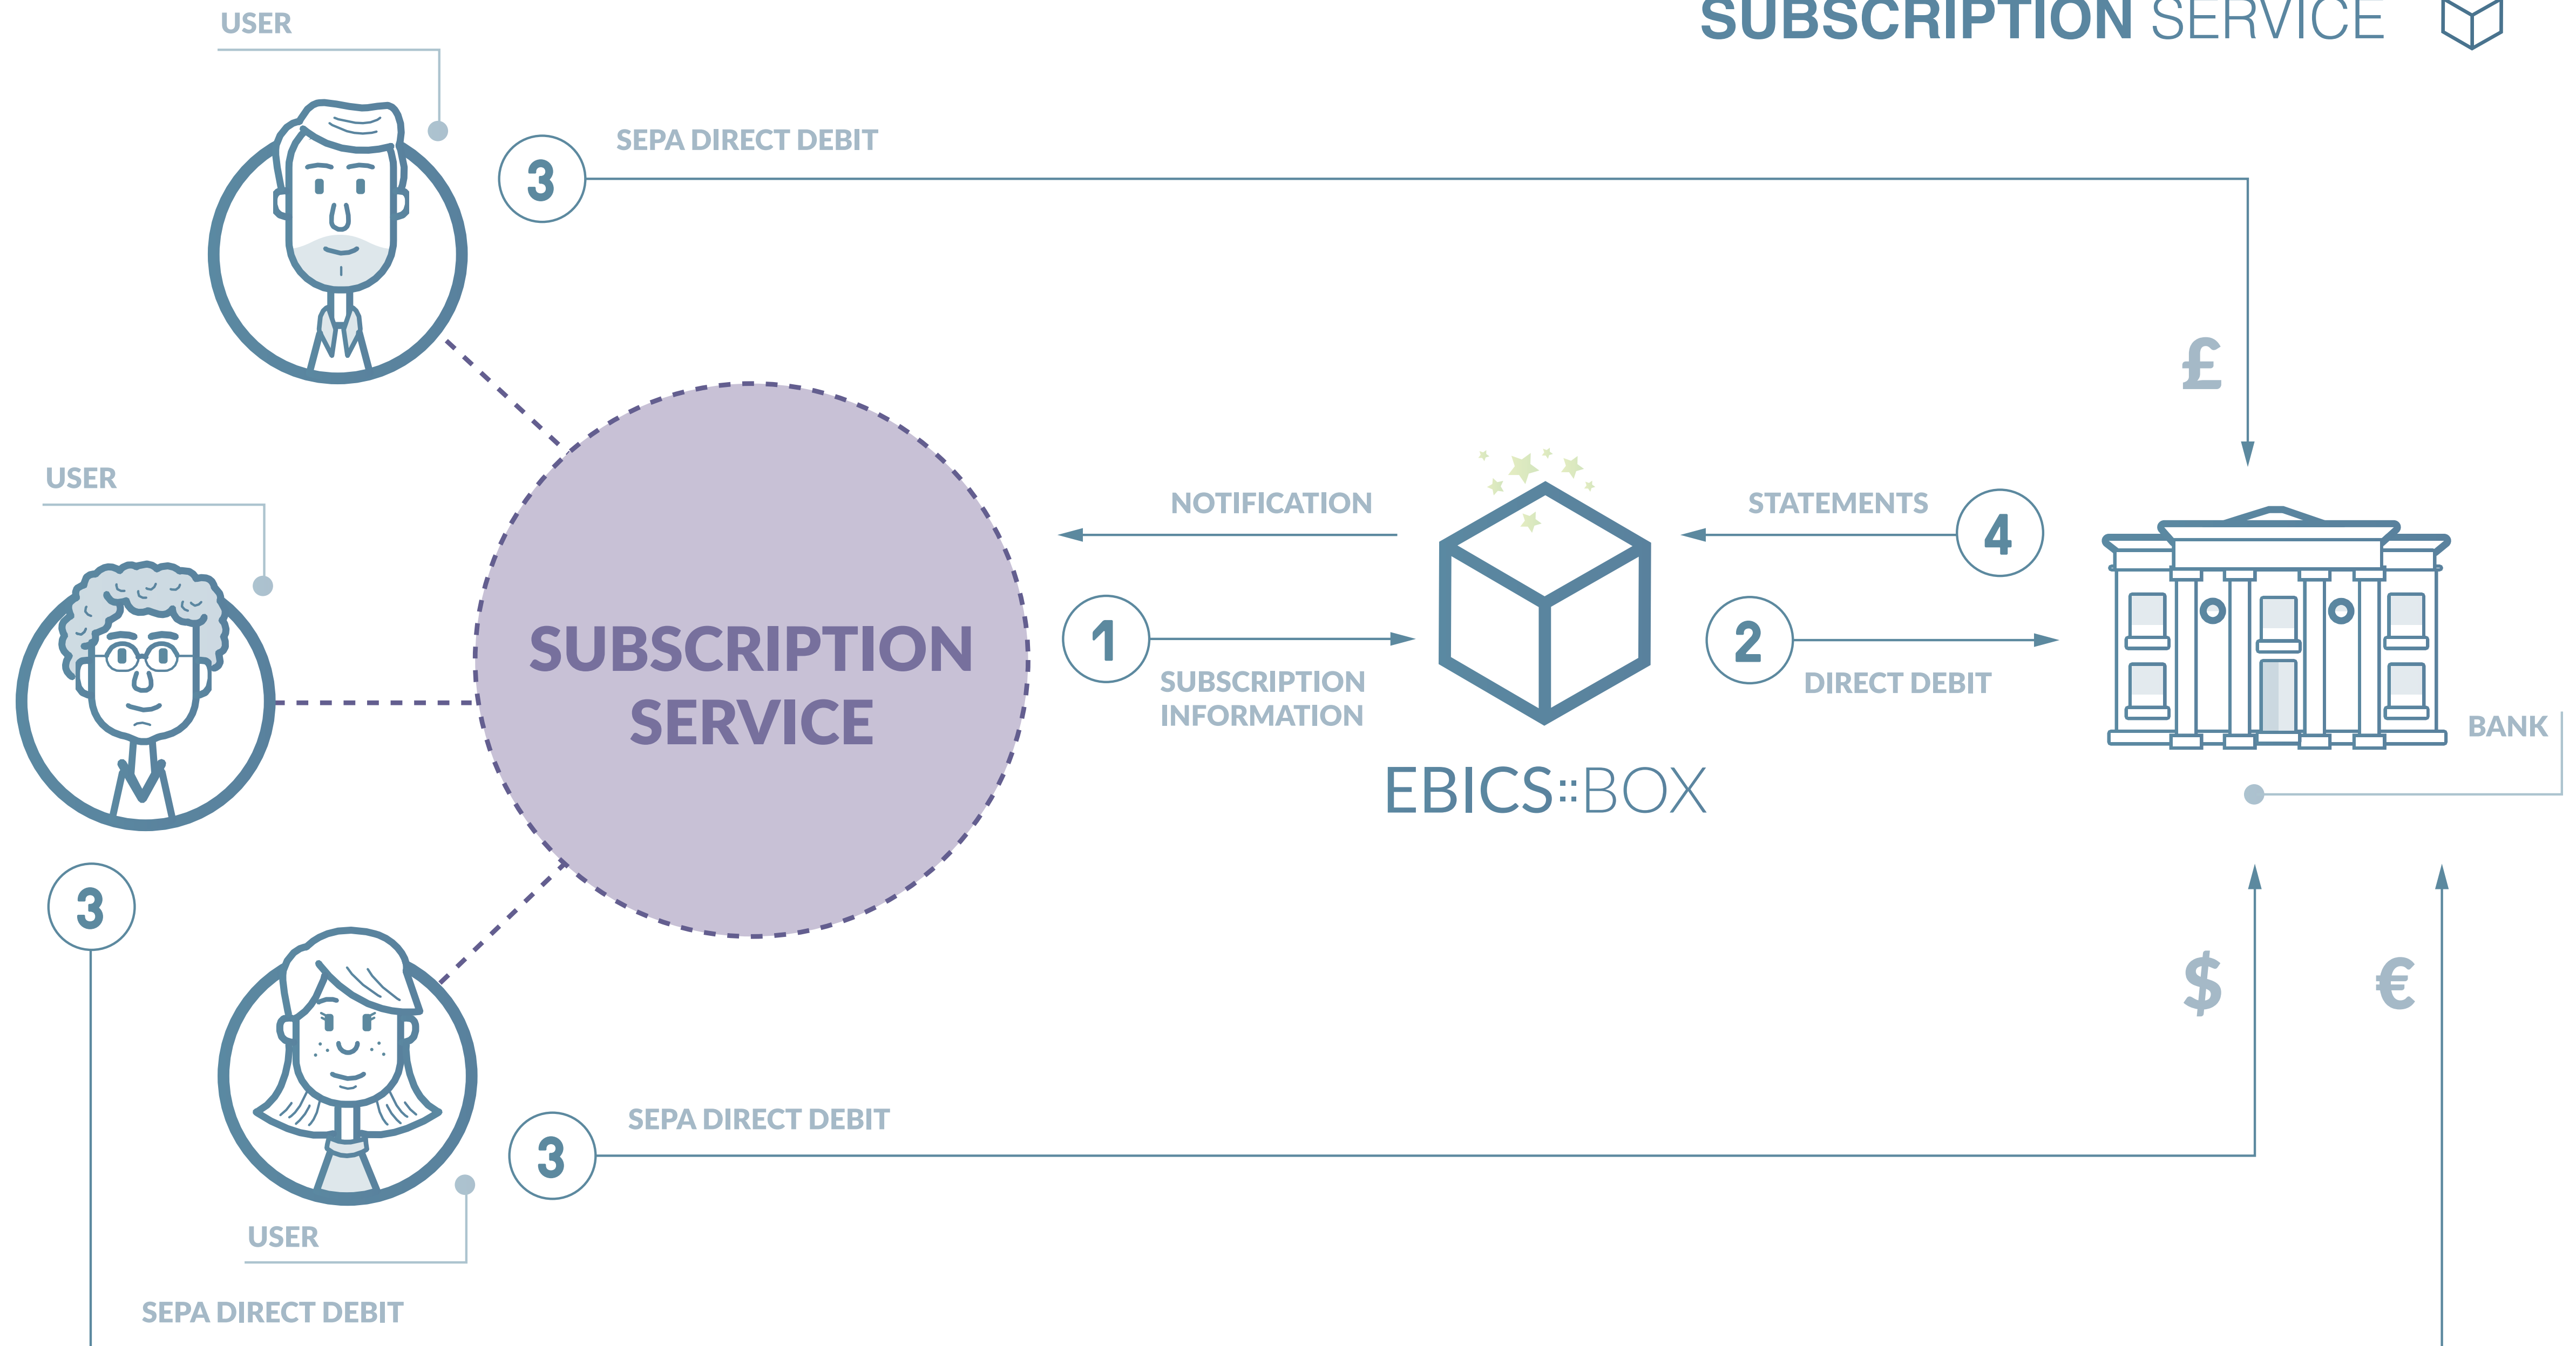 USER
SUBSCRIPTION SERVICE
3
SEPA DIRECT DEBIT
£
USER
NOTIFICATION
STATEMENTS
4
1
SUBSCRIPTION
INFORMATION
2
DIRECT DEBIT
SUBSCRIPTION
SERVICE
EBICS::BOX
BANK
3
$
€
3
SEPA DIRECT DEBIT
USER
SEPA DIRECT DEBIT